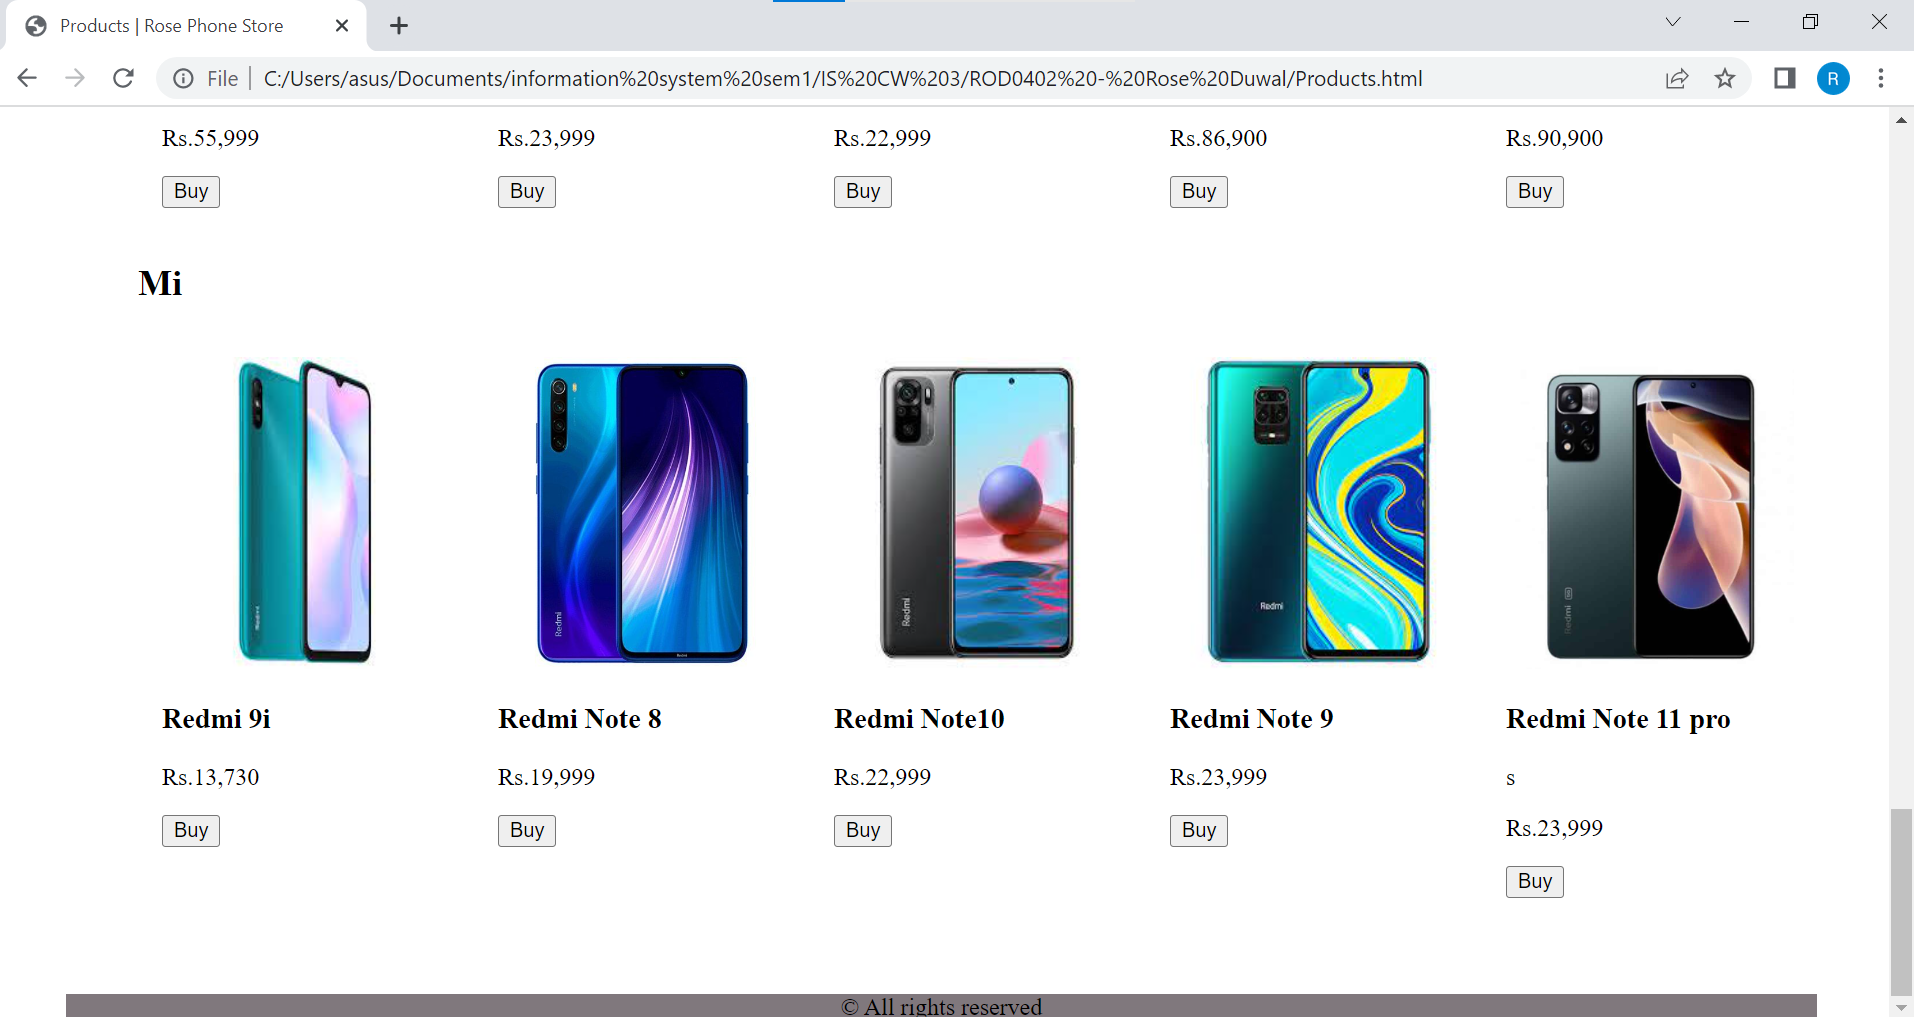 Products | Rose Phone Store
File | C:/Users/asus/Documents/information%20system%20sem1/IS%20CW%203/ROD0402%20-%20Rose%20Duwal/Products.html
R
Rs.55,999 Rs.23,999 Rs.22,999 Rs.86,900 Rs.90,900
Buy Buy Buy Buy Buy
Mi
Redmi Redmi Redmi Redmi Redmi
Redmi 9i Redmi Note 8 Redmi Note10 Redmi Note 9 Redmi Note 11 pro
Rs.13,730 Rs.19,999 Rs.22,999 Rs.23,999 s
Rs.23,999
Buy Buy Buy Buy
Buy
© All rights reserved